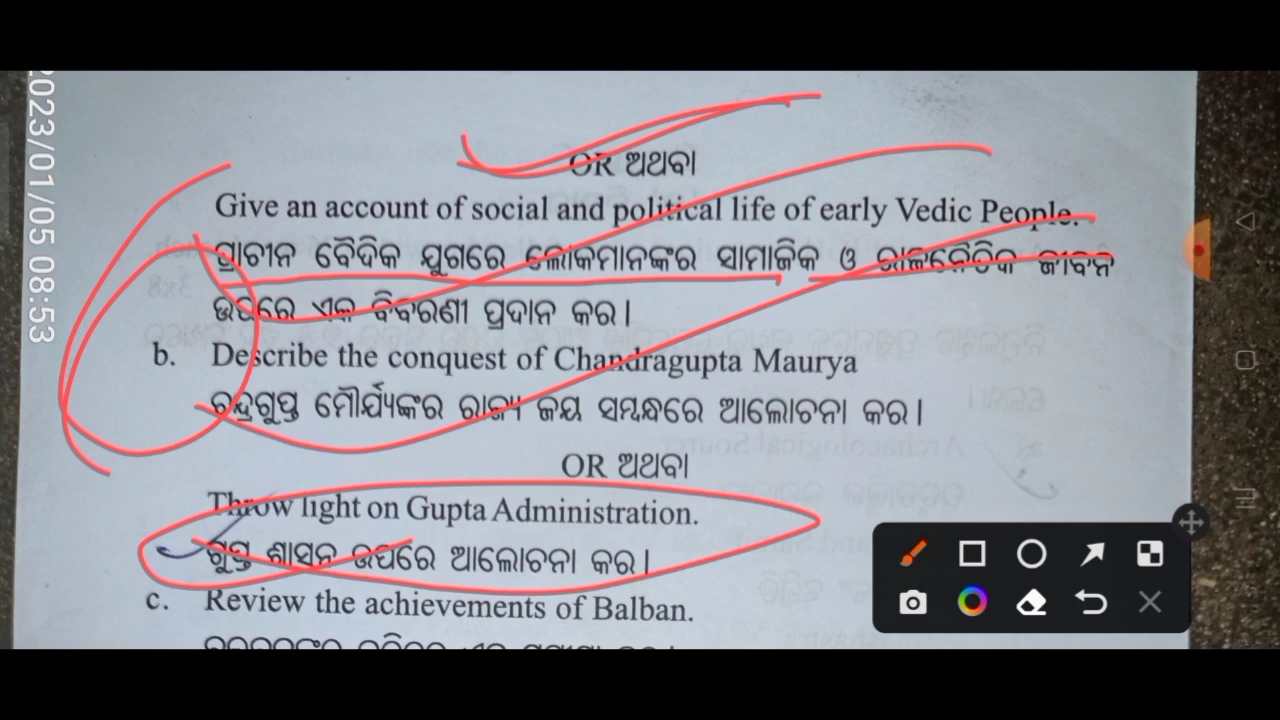 2023/01/05 08:53
OR ଅଥବା
Give an account of social and political life of early Vedic People.
ପ୍ରାଚୀନ ବୈଦିକ ଯୁଗରେ ଲୋକମାନଙ୍କର ସାମାଜିକ ଓ ରାଜନୈତିକ ଜୀବନ
ଉପରେ ଏକ ବିବରଣୀ ପ୍ରଦାନ କର।
b. Describe the conquest of Chandragupta Maurya
ଚନ୍ଦ୍ରଗୁପ୍ତ ମୌର୍ଯ୍ୟଙ୍କର ରାଜ୍ୟ ଜୟ ସମ୍ବନ୍ଧରେ ଆଲୋଚନା କର।
OR ଅଥବା
Throw light on Gupta Administration.
ଗୁପ୍ତ ଶାସନ ଉପରେ ଆଲୋଚନା କର।
c. Review the achievements of Balban.